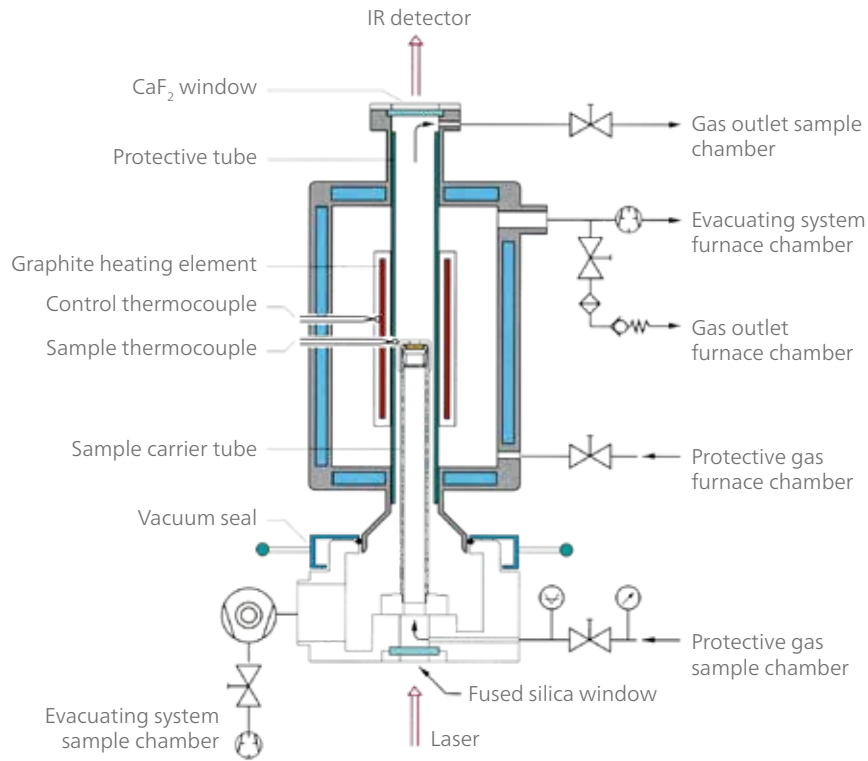 IR detector
CaF₂ window
Protective tube
Graphite heating element
Control thermocouple
Sample thermocouple
Sample carrier tube
Vacuum seal
Evacuating system
sample chamber
Gas outlet sample
chamber
Evacuating system
furnace chamber
Gas outlet
furnace chamber
Protective gas
furnace chamber
Protective gas
sample chamber
Fused silica window
Laser